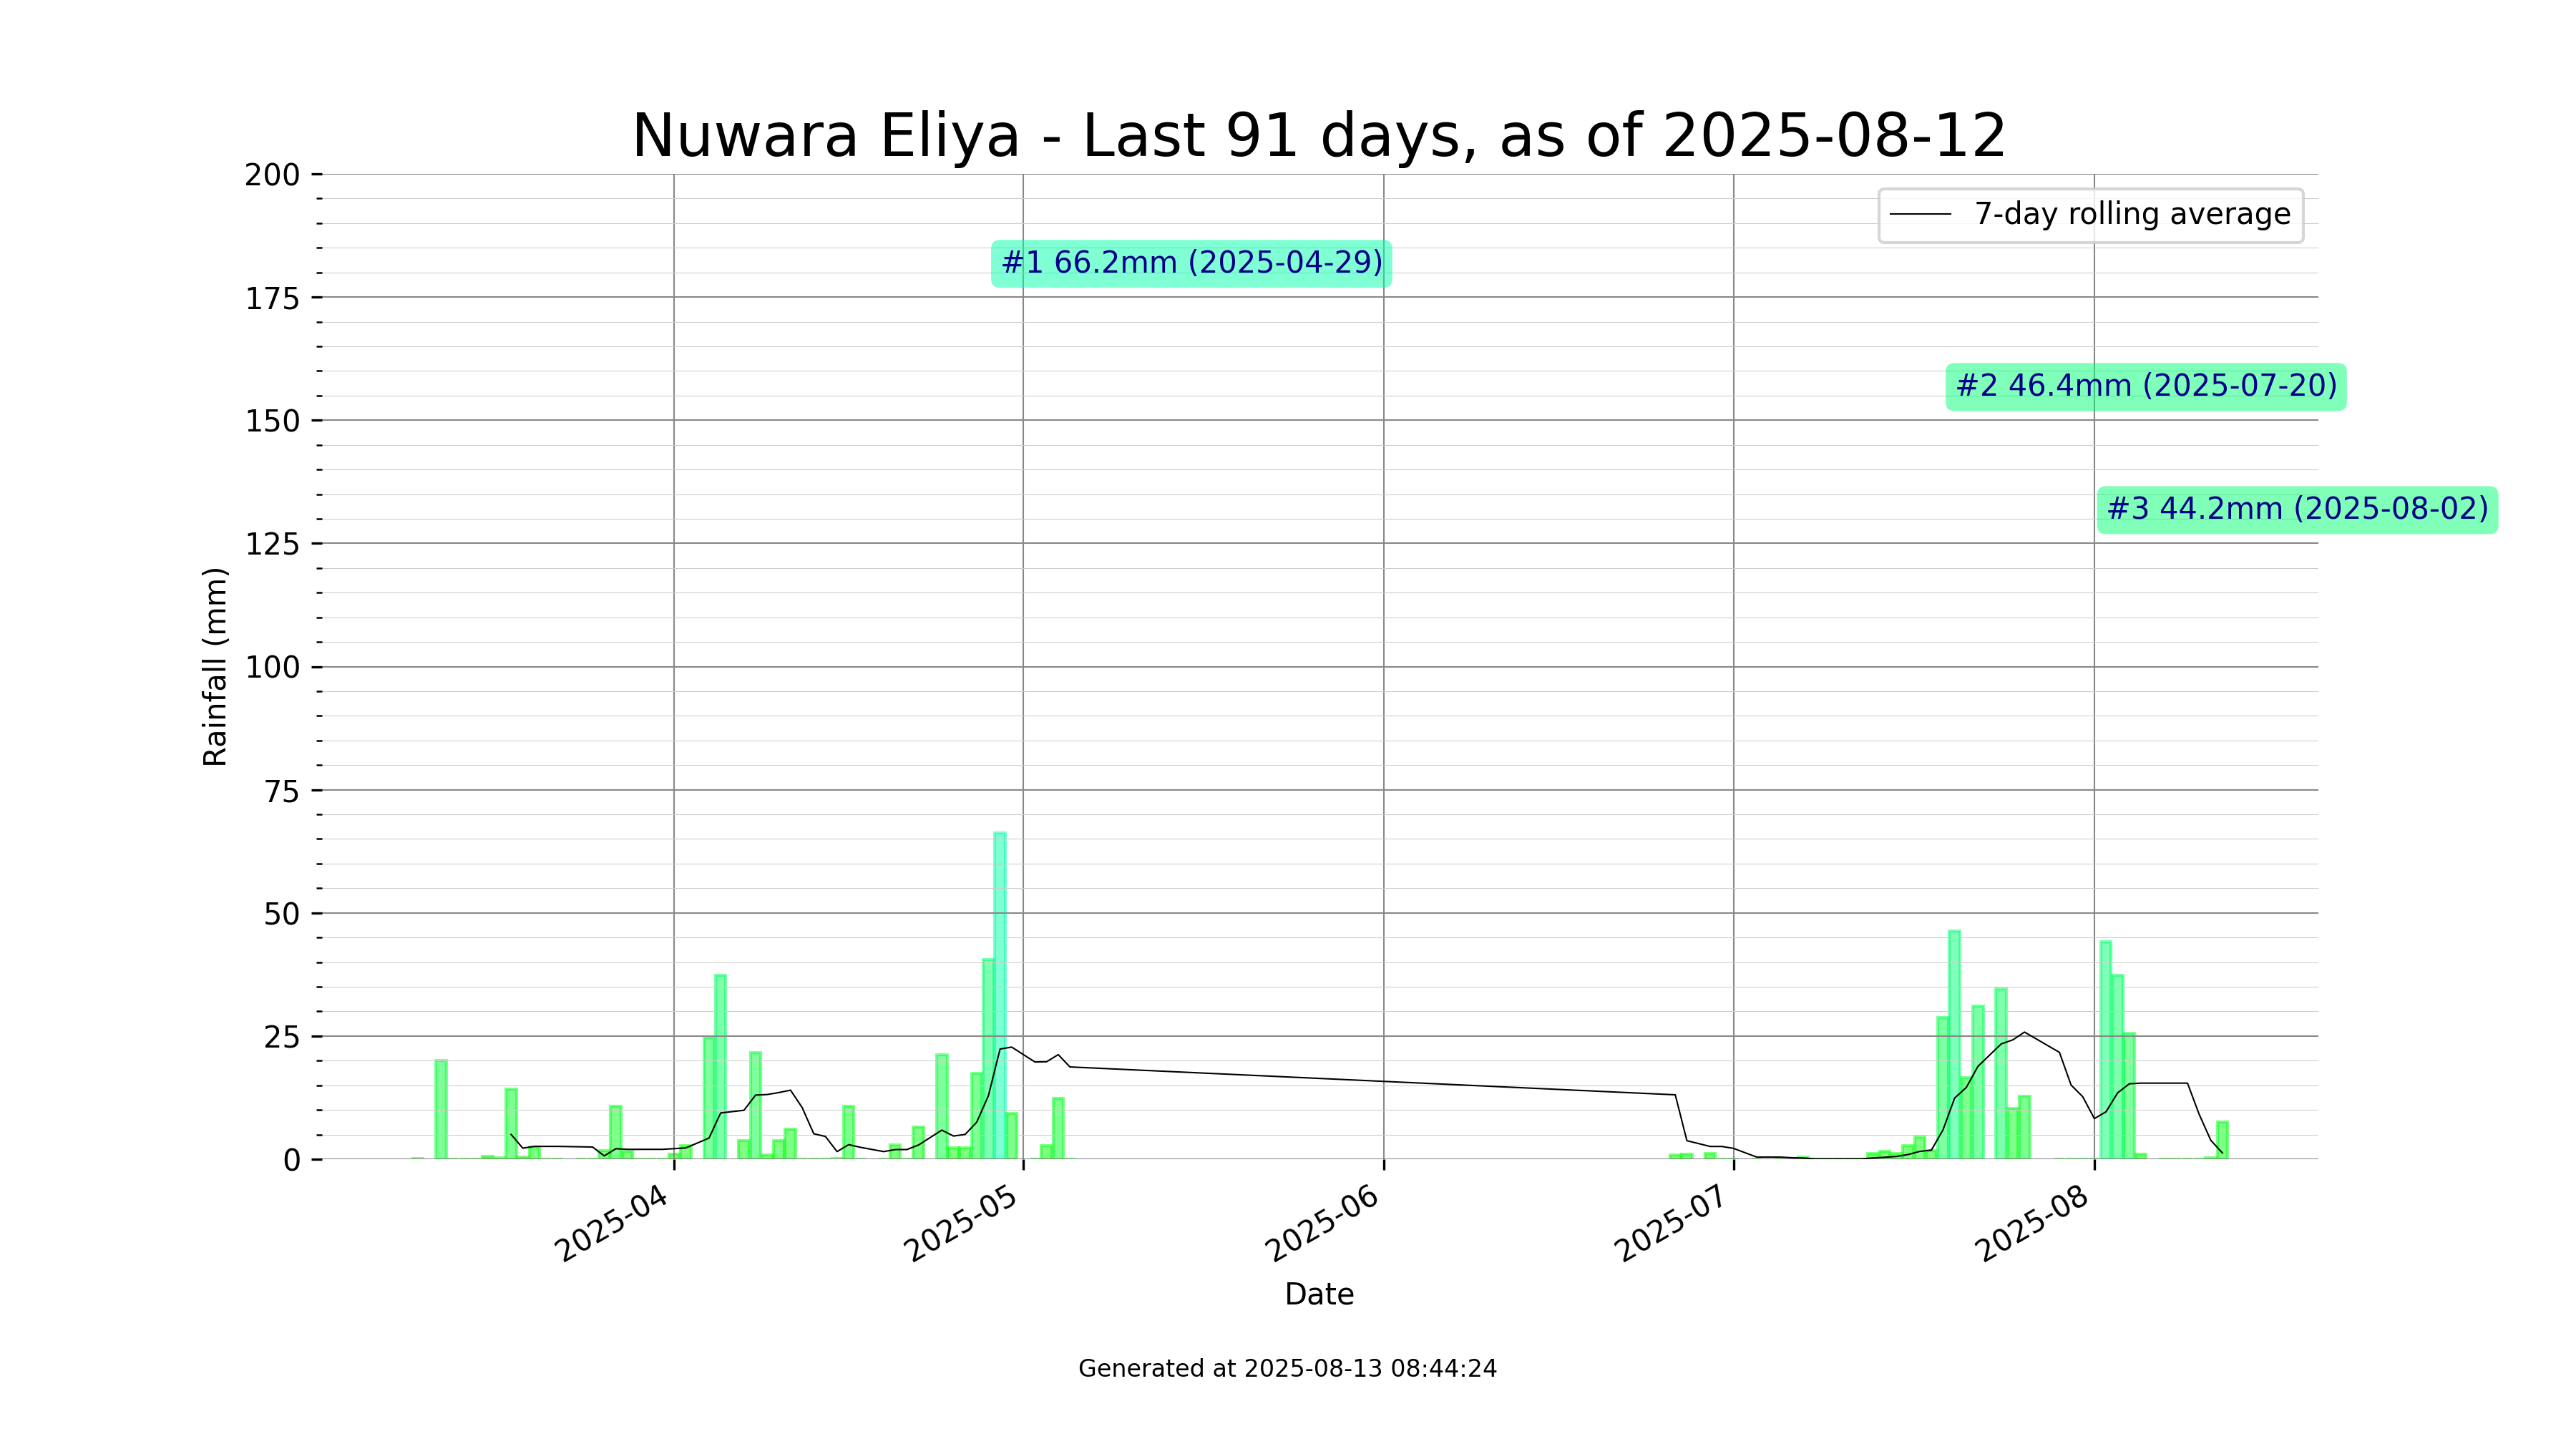 Nuwara Eliya - Last 91 days, as of 2025-08-12
200
175
150
125
100
75
50
25
0
Rainfall (mm)
7-day rolling average
#1 66.2mm (2025-04-29)
#2 46.4mm (2025-07-20)
#3 44.2mm (2025-08-02)
2025-04
2025-05
2025-06
2025-07
2025-08
Date
Generated at 2025-08-13 08:44:24